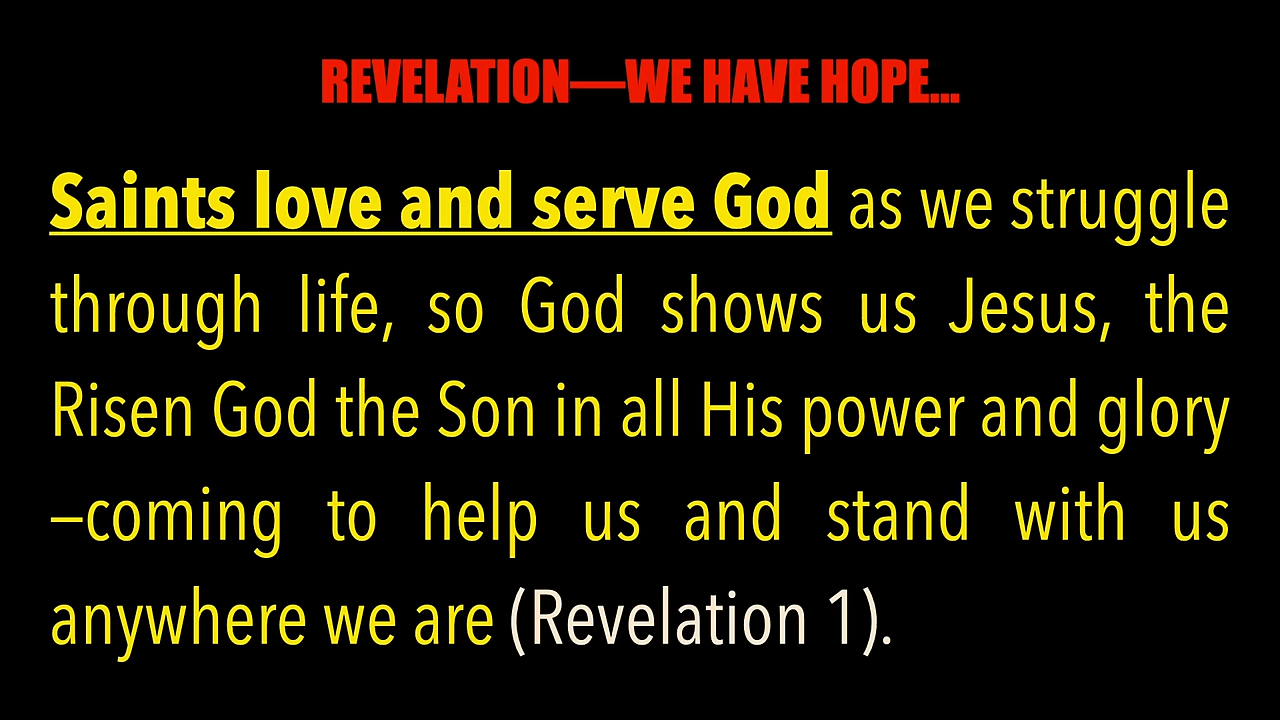 REVELATION—WE HAVE HOPE...
Saints love and serve God as we struggle
through life, so God shows us Jesus, the
Risen God the Son in all His power and glory
–coming to help us and stand with us
anywhere we are (Revelation 1).